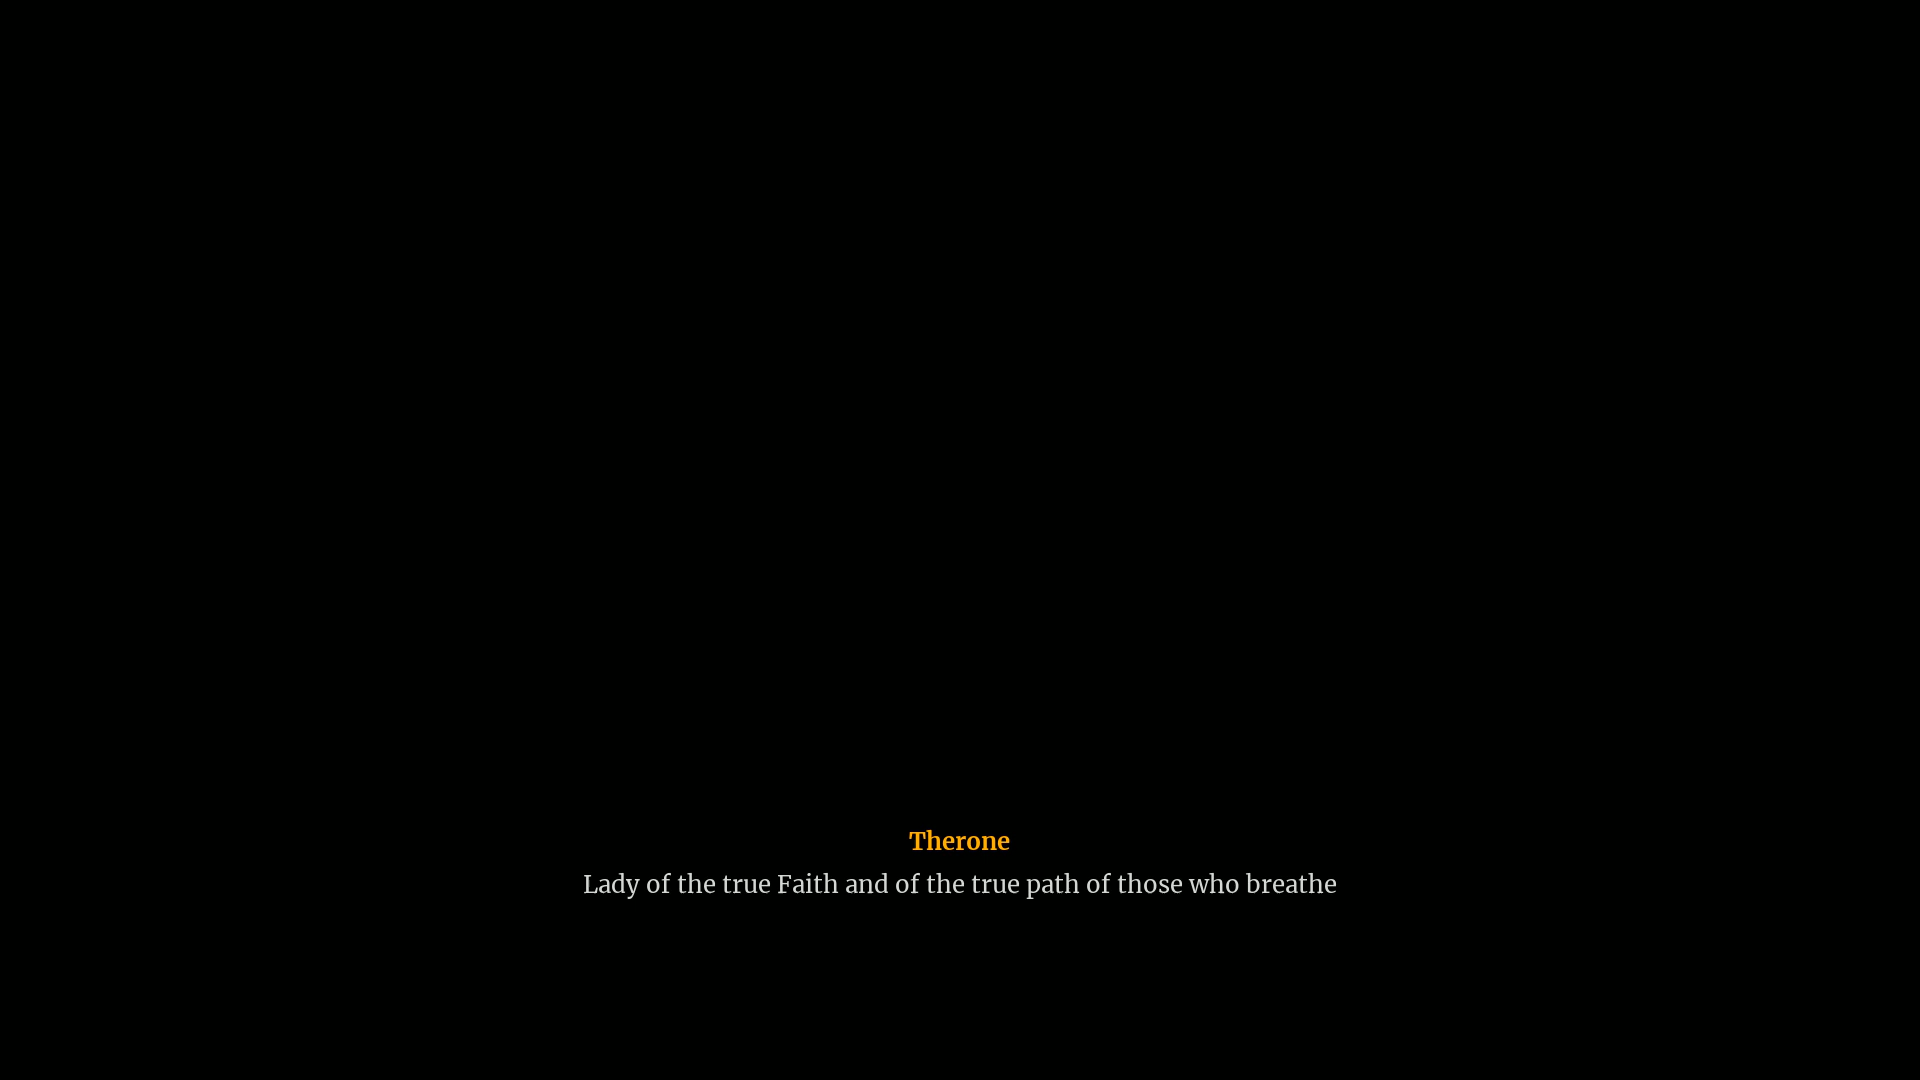 Therone
Lady of the true Faith and of the true path of those who breathe